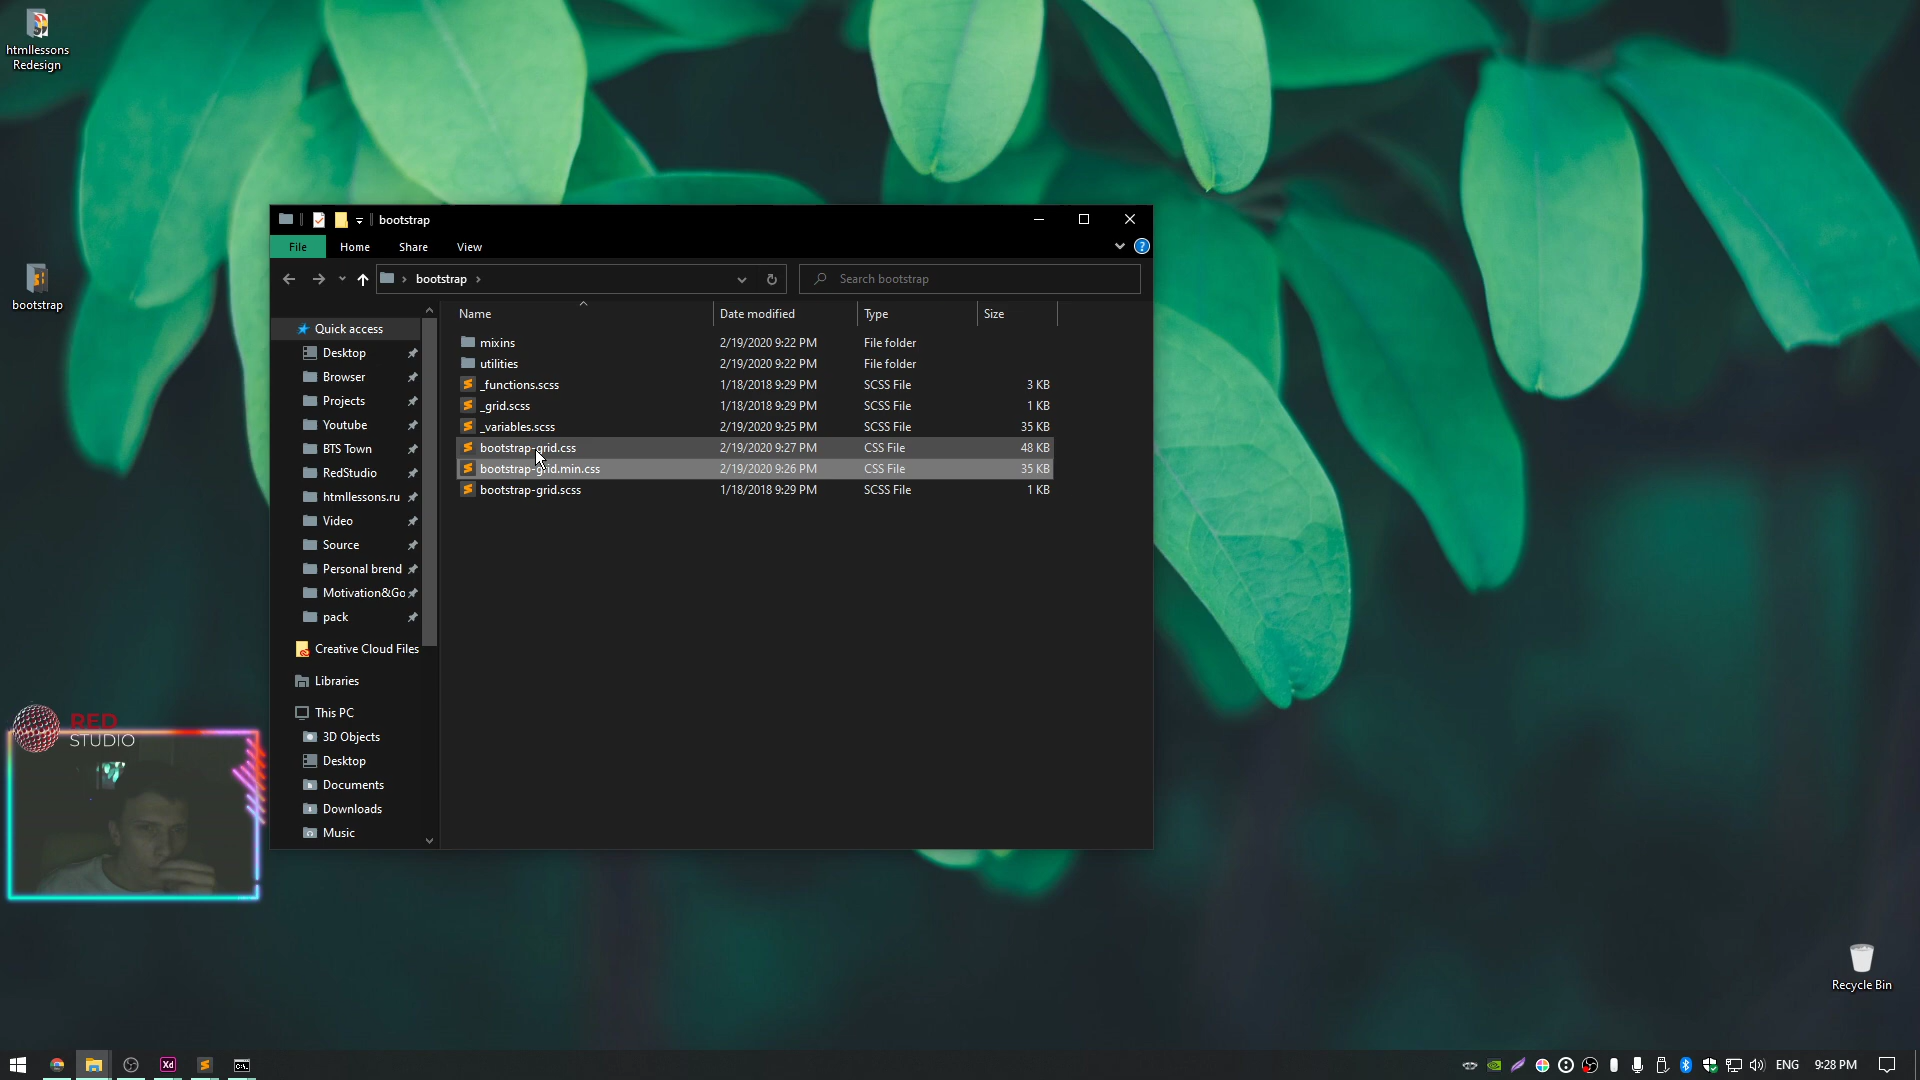 htmllessons
Redesign
bootstrap
bootstrap
File
Home
Share
View
bootstrap
Search bootstrap
Quick access
Desktop
Browser
Projects
Youtube
BTS Town
RedStudio
htmllessons.ru
Video
Source
Personal brend
Motivation&Go
pack
Creative Cloud Files
Libraries
This PC
3D Objects
Desktop
Documents
Downloads
Music
Name Date modified Type Size
mixins 2/19/2020 9:22 PM File folder
utilities 2/19/2020 9:22 PM File folder
_functions.scss 1/18/2018 9:29 PM SCSS File 3 KB
_grid.scss 1/18/2018 9:29 PM SCSS File 1 KB
_variables.scss 2/19/2020 9:25 PM SCSS File 35 KB
bootstrap-grid.css 2/19/2020 9:27 PM CSS File 48 KB
bootstrap-grid.min.css 2/19/2020 9:26 PM CSS File 35 KB
bootstrap-grid.scss 1/18/2018 9:29 PM SCSS File 1 KB
RED
STUDIO
Recycle Bin
Xd
C:\
ENG
9:28 PM